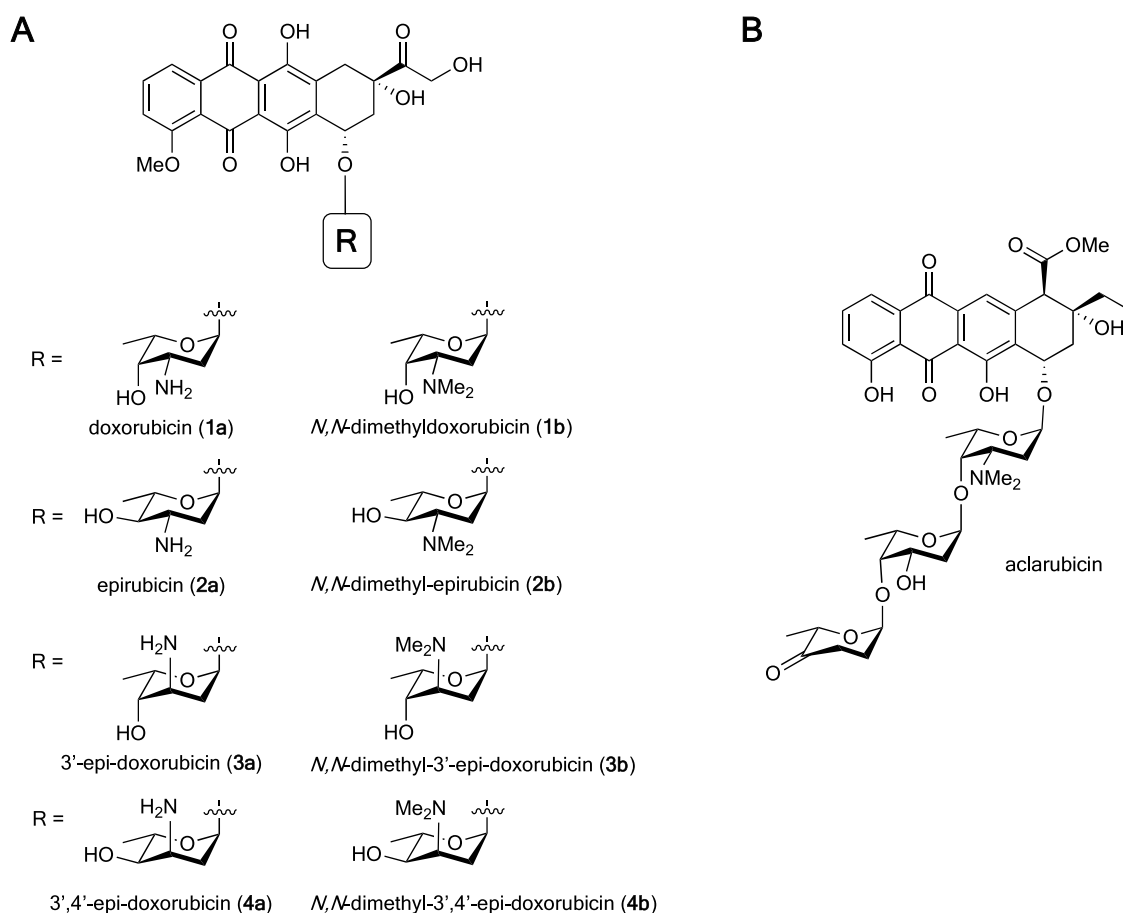 A
B
O
OH
O
OH
OH
MeO
O
OH
O
R
O
OMe
O
OH
OH
O
OH
O
R =
O
HO
NH2
doxorubicin (1a)
O
HO
NMe2
N,N-dimethyldoxorubicin (1b)
O
NMe2
O
R =
O
HO
NH2
epirubicin (2a)
O
HO
NMe2
N,N-dimethyl-epirubicin (2b)
O
OH
O
aclarubicin
R =
H2N
O
HO
3'-epi-doxorubicin (3a)
Me2N
O
HO
N,N-dimethyl-3'-epi-doxorubicin (3b)
O
O
R =
H2N
O
HO
3',4'-epi-doxorubicin (4a)
Me2N
O
HO
N,N-dimethyl-3',4'-epi-doxorubicin (4b)